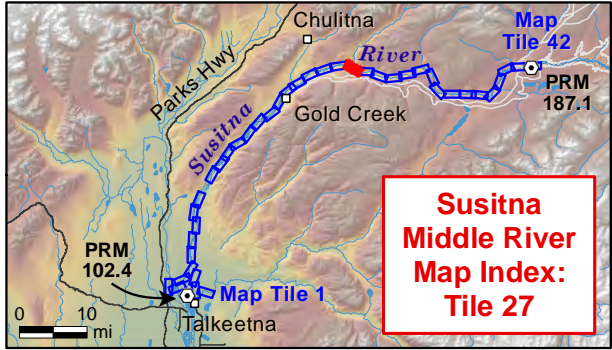 Chulitna
Map
Tile 42
River
Parks Hwy
PRM
187.1
Gold Creek
Susitna
Susitna
Middle River
Map Index:
Tile 27
PRM
102.4
Map Tile 1
0 10
mi
Talkeetna